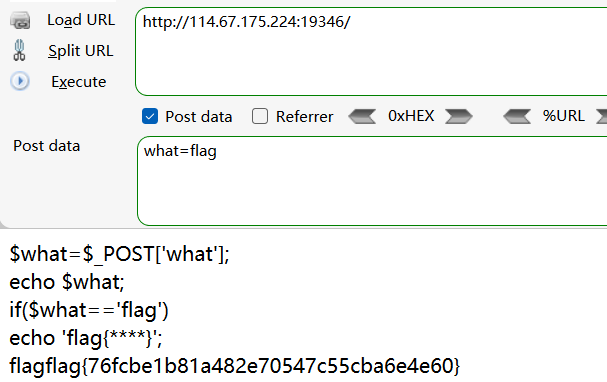 Load URL
http://114.67.175.224:19346/
Split URL
Execute
Post data Referrer 0xHEX %URL
Post data
what=flag
$what=$_POST['what'];
echo $what;
if($what=='flag')
echo 'flag{****}';
flagflag{76fcbe1b81a482e70547c55cba6e4e60}